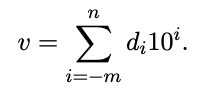 v = \sum_{i=-m}^{n} d_i 10^i.